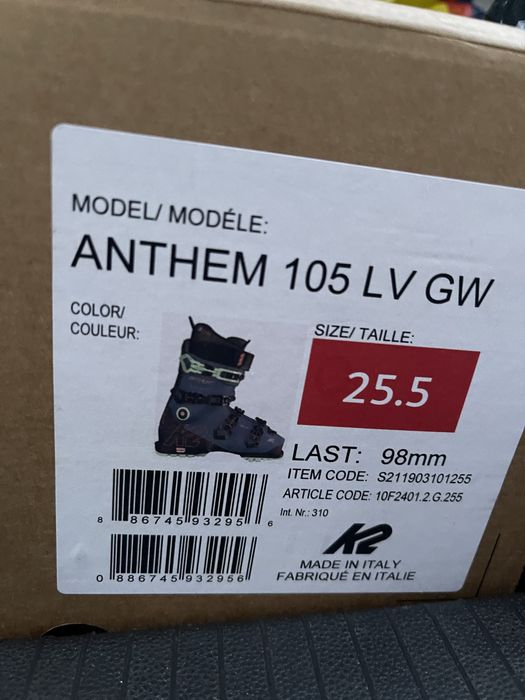 MODEL/ MODÉLE:
ANTHEM 105 LV GW
COLOR/
COULEUR:
SIZE/ TAILLE:
25.5
LAST: 98mm
ITEM CODE: S211903101255
ARTICLE CODE: 10F2401.2.G.255
Int. Nr.: 310
8 86745 93295 6
0 886745 932956
K2
MADE IN ITALY
FABRIQUÉ EN ITALIE